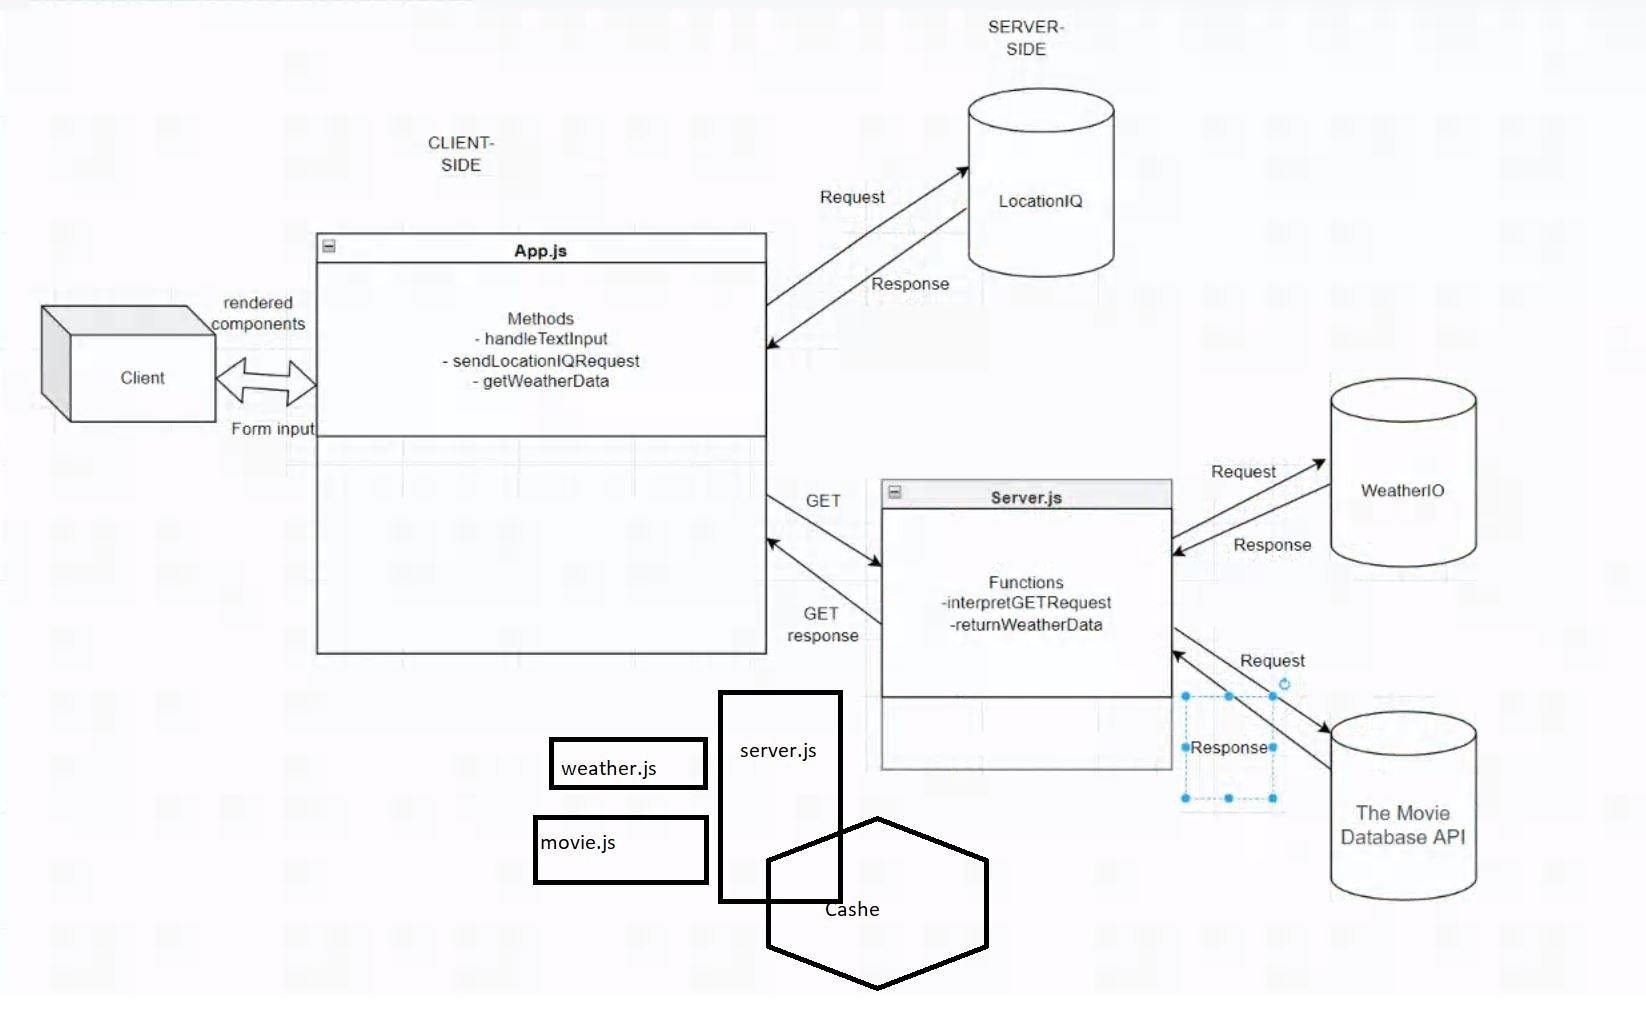 SERVER-
SIDE
CLIENT-
SIDE
LocationIQ
Request
Response
App.js
Methods
- handleTextInput
- sendLocationIQRequest
- getWeatherData
rendered
components
Client
Form input
GET
GET
response
Server.js
Functions
-interpretGETRequest
-returnWeatherData
Request
Response
WeatherIO
Request
Response
The Movie
Database API
server.js
weather.js
movie.js
Cashe